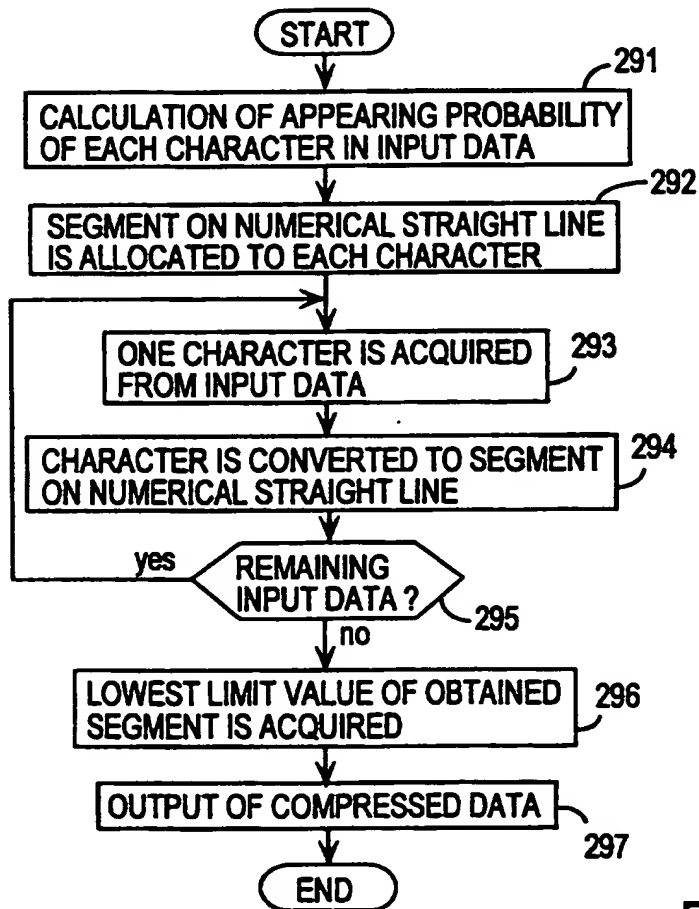 START
291
CALCULATION OF APPEARING PROBABILITY
OF EACH CHARACTER IN INPUT DATA
292
SEGMENT ON NUMERICAL STRAIGHT LINE
IS ALLOCATED TO EACH CHARACTER
ONE CHARACTER IS ACQUIRED
FROM INPUT DATA
293
CHARACTER IS CONVERTED TO SEGMENT
ON NUMERICAL STRAIGHT LINE
294
yes
REMAINING
INPUT DATA ?
295
no
LOWEST LIMIT VALUE OF OBTAINED
SEGMENT IS ACQUIRED
296
OUTPUT OF COMPRESSED DATA
297
END